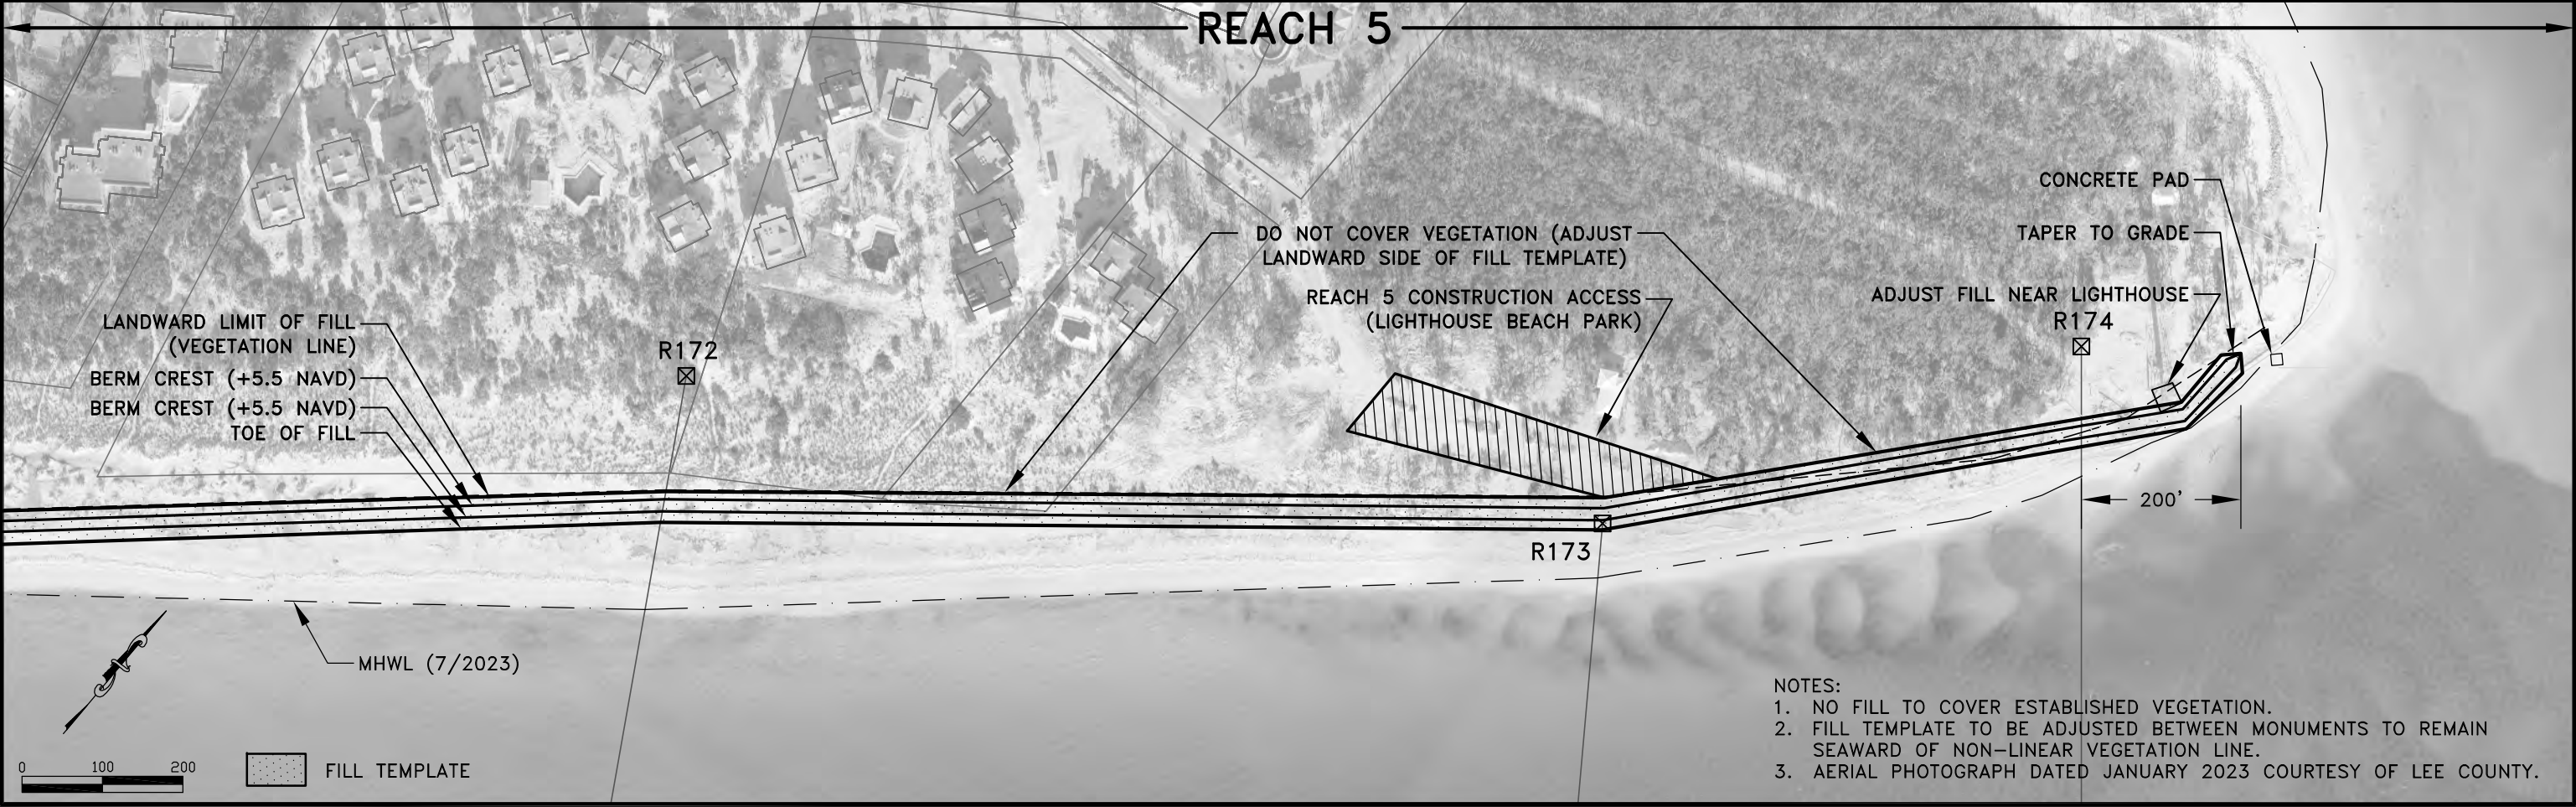 REACH 5
CONCRETE PAD
TAPER TO GRADE
DO NOT COVER VEGETATION (ADJUST
LANDWARD SIDE OF FILL TEMPLATE)
REACH 5 CONSTRUCTION ACCESS
(LIGHTHOUSE BEACH PARK)
ADJUST FILL NEAR LIGHTHOUSE
R174
LANDWARD LIMIT OF FILL
(VEGETATION LINE)
R172
BERM CREST (+5.5 NAVD)
BERM CREST (+5.5 NAVD)
TOE OF FILL
200'
R173
MHWL (7/2023)
NOTES:
1. NO FILL TO COVER ESTABLISHED VEGETATION.
2. FILL TEMPLATE TO BE ADJUSTED BETWEEN MONUMENTS TO REMAIN
SEAWARD OF NON-LINEAR VEGETATION LINE.
3. AERIAL PHOTOGRAPH DATED JANUARY 2023 COURTESY OF LEE COUNTY.
0 100 200
FILL TEMPLATE